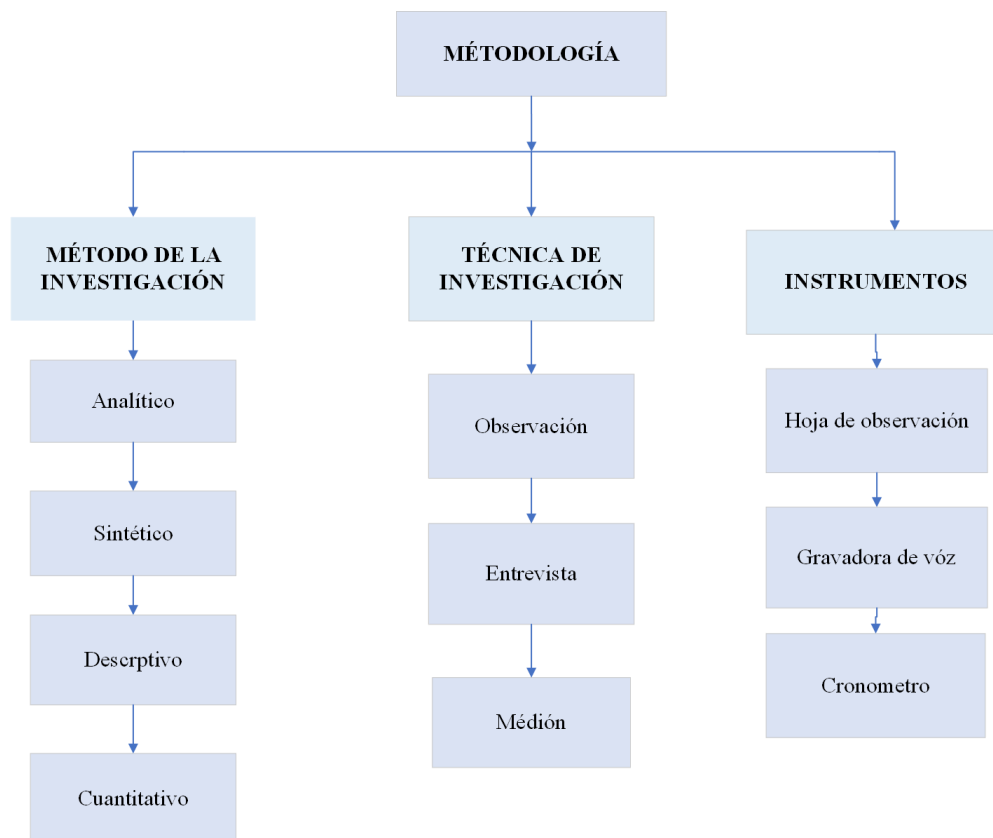 MÉTODOLOGÍA
MÉTODO DE LA
INVESTIGACIÓN
Analítico
Sintético
Descrptivo
Cuantitativo
TÉCNICA DE
INVESTIGACIÓN
Observación
Entrevista
Médión
INSTRUMENTOS
Hoja de observación
Gravadora de vóz
Cronometro